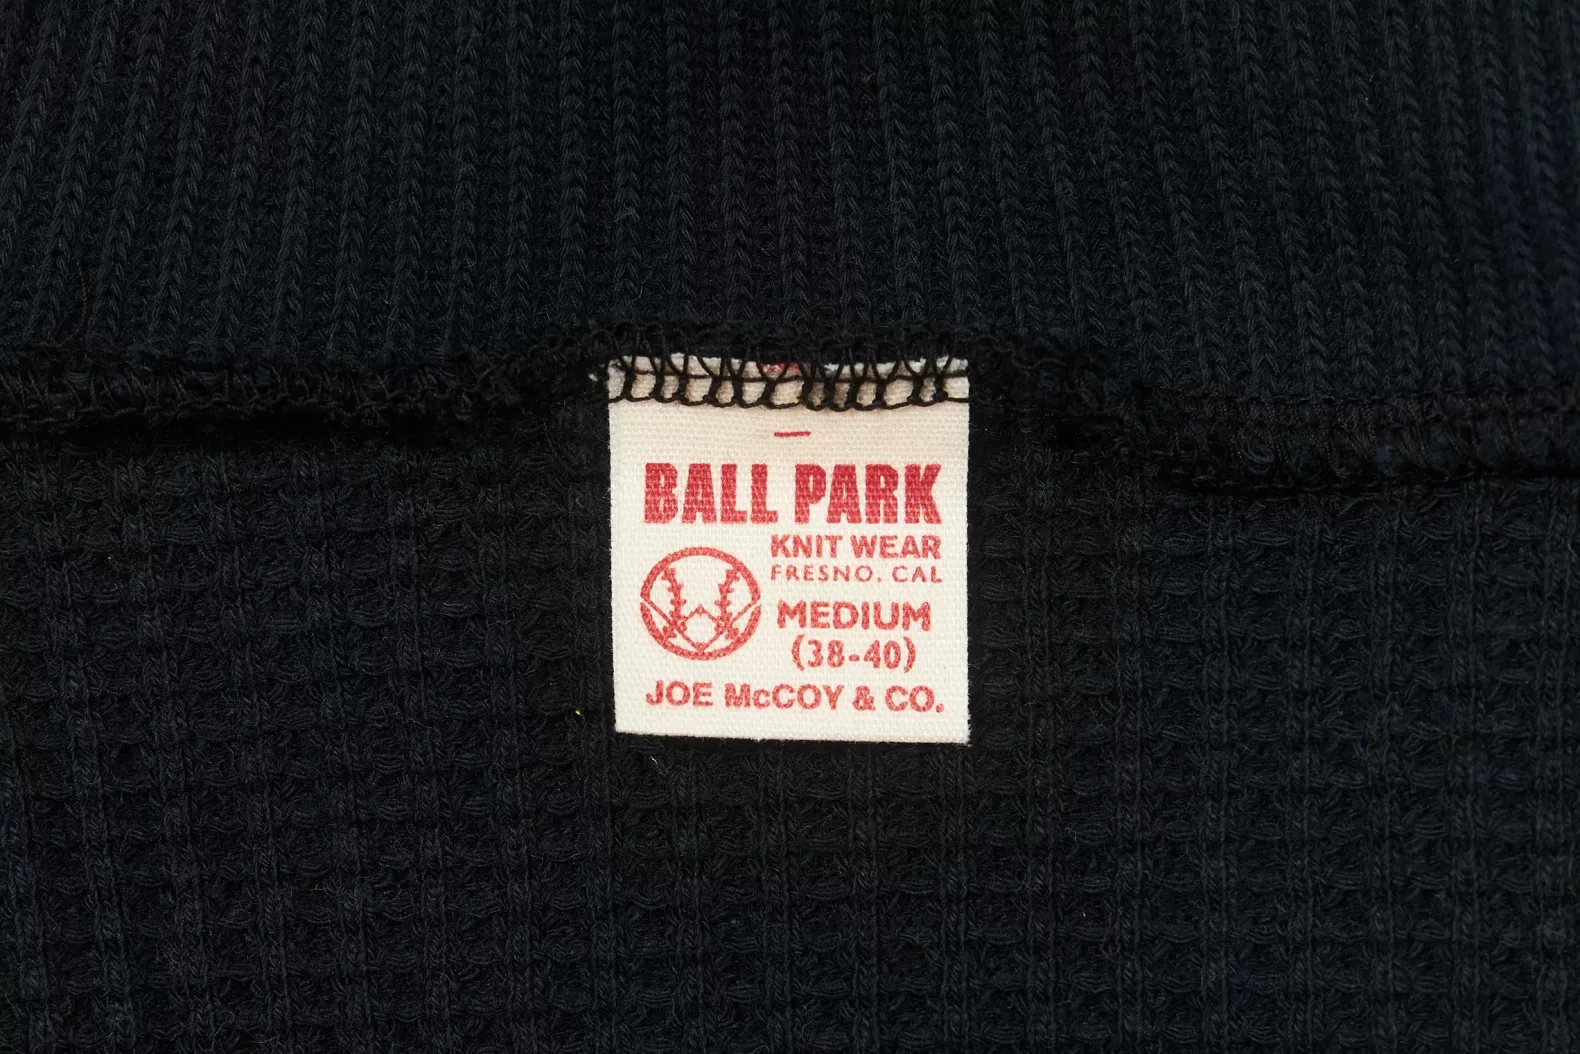 BALL PARK
KNIT WEAR
FRESNO. CAL
MEDIUM
(38-40)
JOE McCOY & CO.